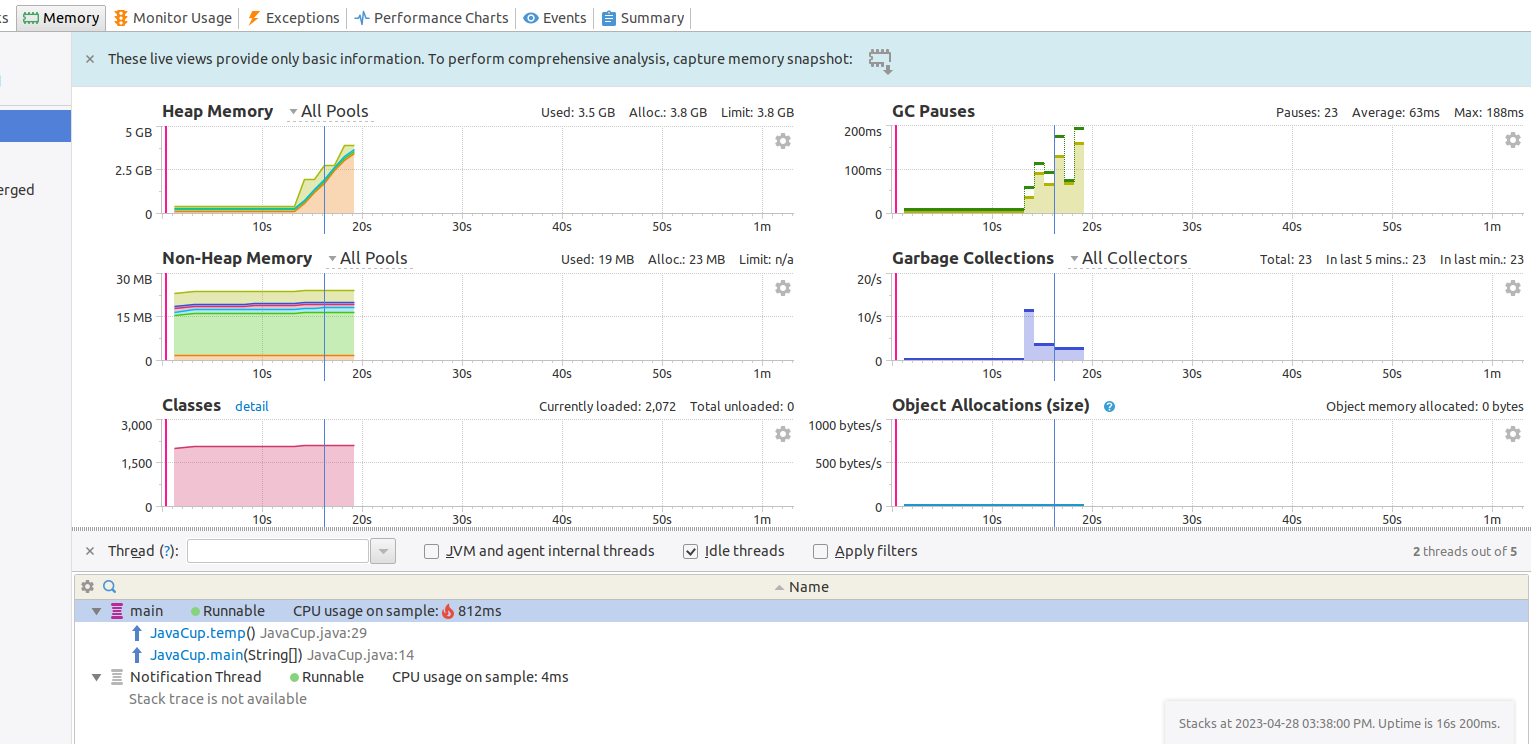 ks Memory Monitor Usage Exceptions Performance Charts Events Summary
× These live views provide only basic information. To perform comprehensive analysis, capture memory snapshot:
Heap Memory All Pools Used: 3.5 GB Alloc.: 3.8 GB Limit: 3.8 GB
5 GB
2.5 GB
0
10s 20s 30s 40s 50s 1m
GC Pauses Pauses: 23 Average: 63ms Max: 188ms
200ms
100ms
0
10s 20s 30s 40s 50s 1m
erged
Non-Heap Memory All Pools Used: 19 MB Alloc.: 23 MB Limit: n/a
30 MB
15 MB
0
10s 20s 30s 40s 50s 1m
Garbage Collections All Collectors Total: 23 In last 5 mins.: 23 In last min.: 23
20/s
10/s
0
10s 20s 30s 40s 50s 1m
Classes detail Currently loaded: 2,072 Total unloaded: 0
3,000
1,500
0
10s 20s 30s 40s 50s 1m
Object Allocations (size) ? Object memory allocated: 0 bytes
1000 bytes/s
500 bytes/s
0
10s 20s 30s 40s 50s 1m
× Thread (?): JVM and agent internal threads Idle threads Apply filters 2 threads out of 5
Name
main Runnable CPU usage on sample: 812ms
JavaCup.temp() JavaCup.java:29
JavaCup.main(String[]) JavaCup.java:14
Notification Thread Runnable CPU usage on sample: 4ms
Stack trace is not available
Stacks at 2023-04-28 03:38:00 PM. Uptime is 16s 200ms.